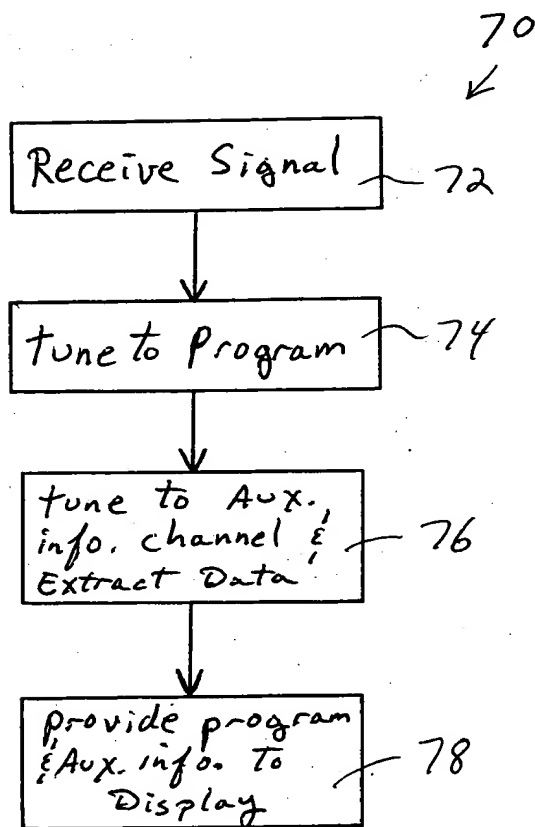 70
Receive Signal
72
tune to Program
74
tune to Aux.
info. channel &
Extract Data
76
provide program
& Aux. info. to
Display
78